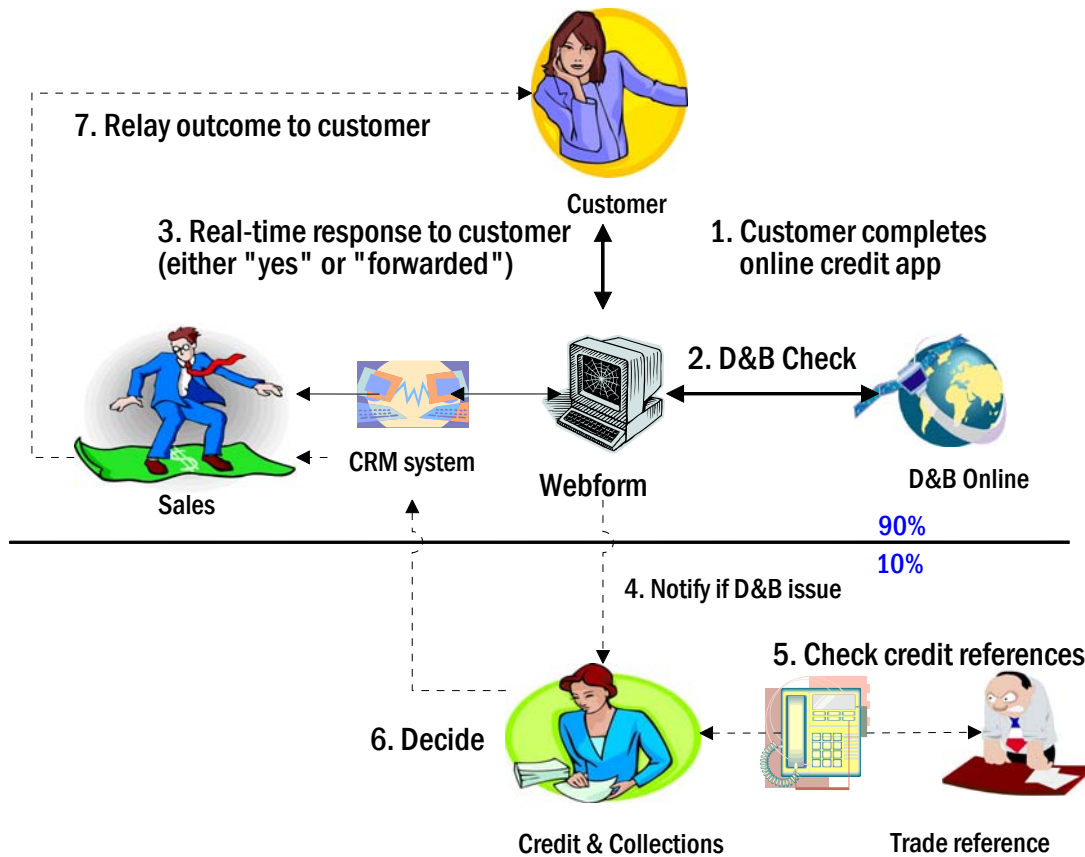 7. Relay outcome to customer
Customer
3. Real-time response to customer
(either "yes" or "forwarded")
1. Customer completes
online credit app
2. D&B Check
CRM system
Webform
D&B Online
Sales
$
90%
10%
4. Notify if D&B issue
5. Check credit references
6. Decide
Credit & Collections
Trade reference